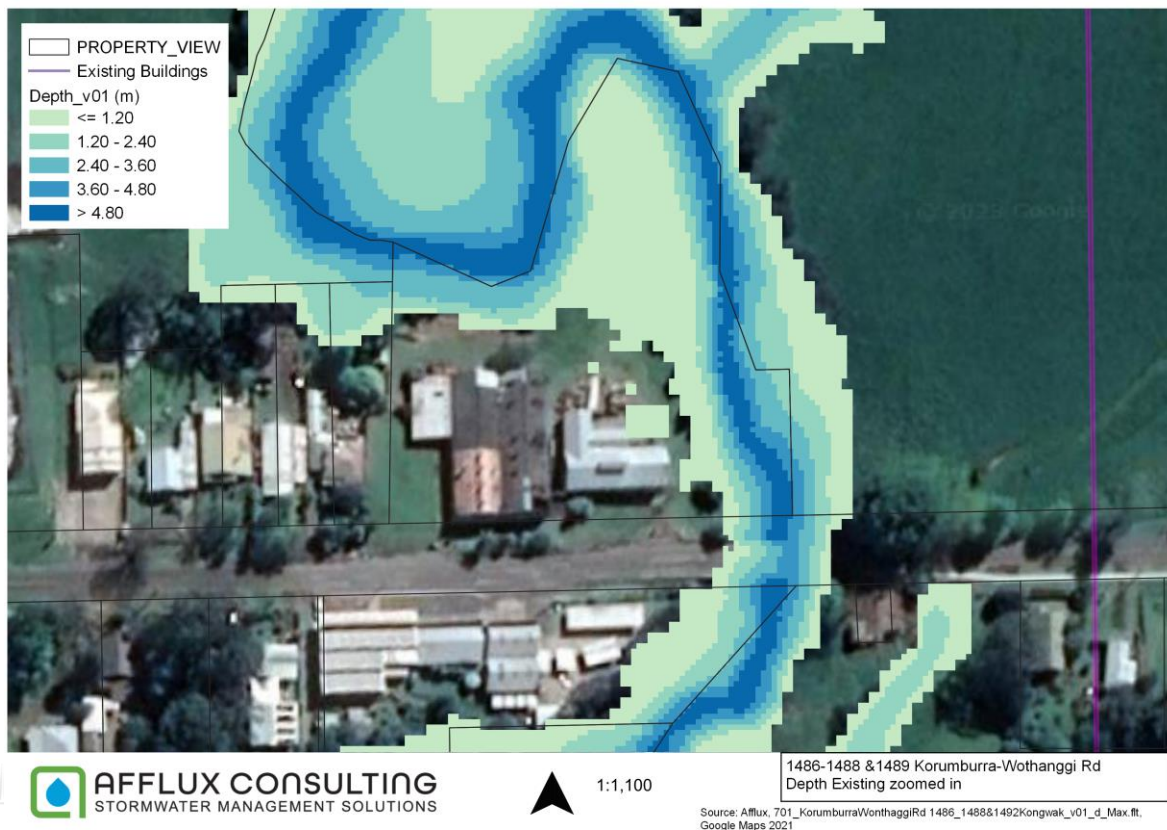 PROPERTY_VIEW
Existing Buildings
Depth_v01 (m)
<= 1.20
1.20 - 2.40
2.40 - 3.60
3.60 - 4.80
> 4.80
© 2023 Google
AFFLUX CONSULTING
STORMWATER MANAGEMENT SOLUTIONS
1:1,100
1486-1488 &1489 Korumburra-Wothanggi Rd
Depth Existing zoomed in
Source: Afflux, 701_KorumburraWonthaggiRd 1486_1488&1492Kongwak_v01_d_Max.flt,
Google Maps 2021